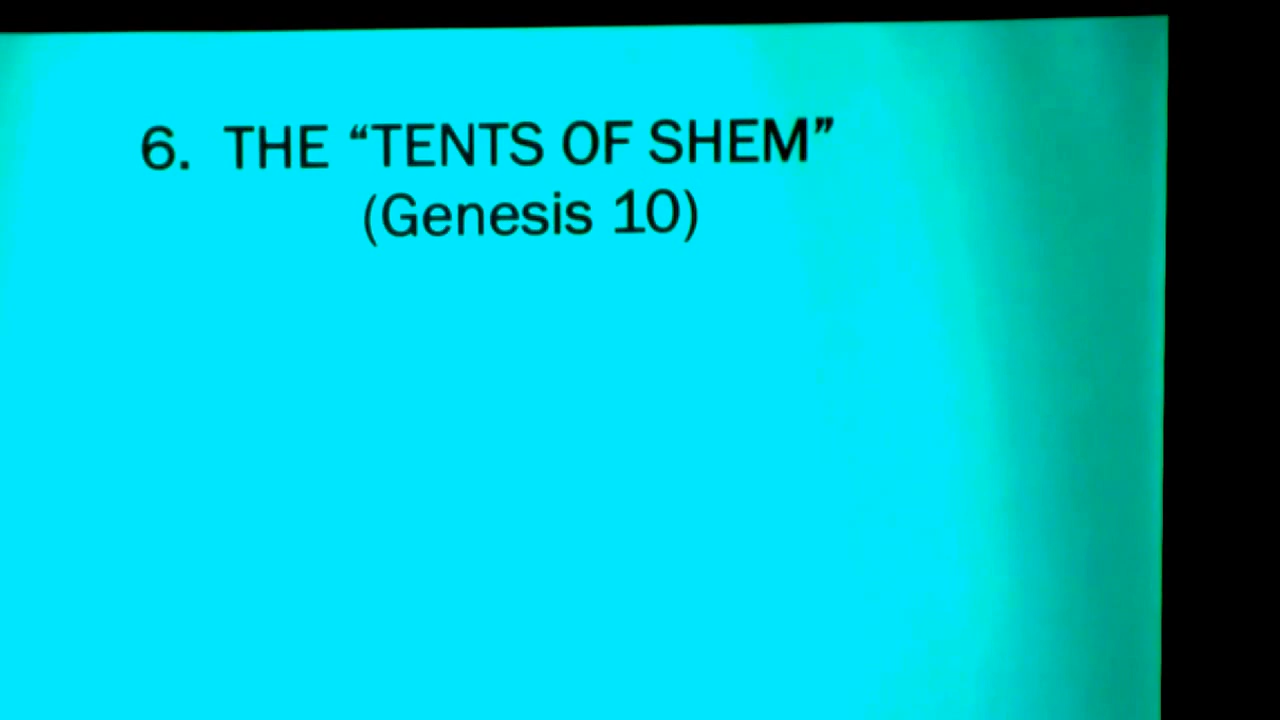 6. THE “TENTS OF SHEM”
(Genesis 10)